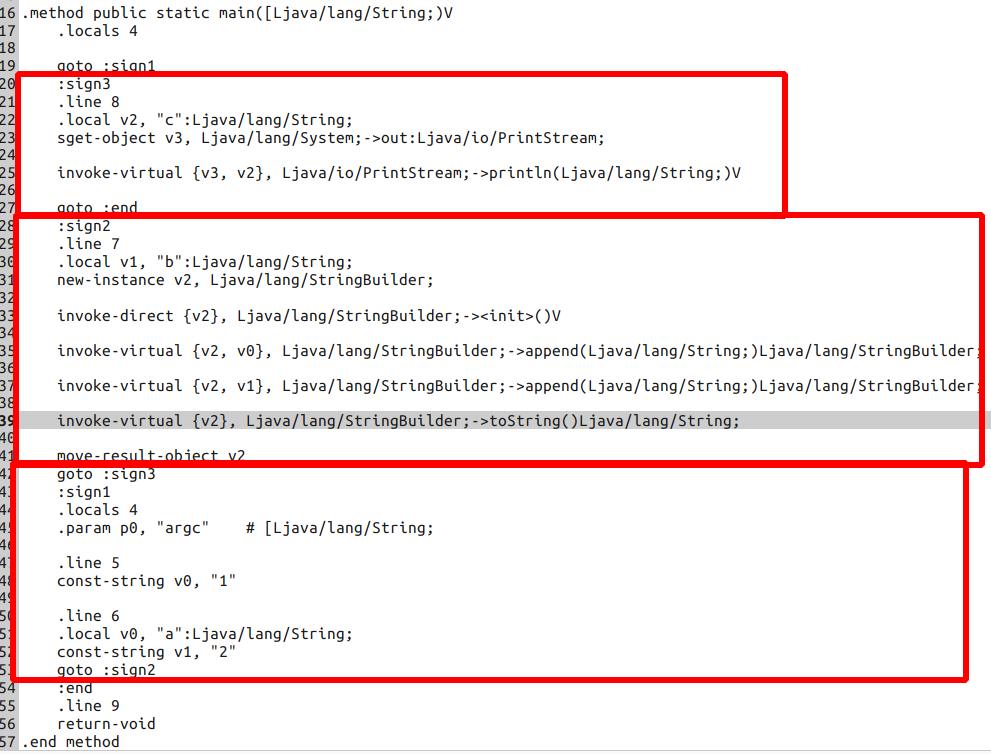 16 .method public static main([Ljava/lang/String;)V
17     .locals 4
18
19     goto :sign1
20     :sign3
21     .line 8
22     .local v2, "c":Ljava/lang/String;
23     sget-object v3, Ljava/lang/System;->out:Ljava/io/PrintStream;
24
25     invoke-virtual {v3, v2}, Ljava/io/PrintStream;->println(Ljava/lang/String;)V
26
27     goto :end
28     :sign2
29     .line 7
30     .local v1, "b":Ljava/lang/String;
31     new-instance v2, Ljava/lang/StringBuilder;
32
33     invoke-direct {v2}, Ljava/lang/StringBuilder;-><init>()V
34
35     invoke-virtual {v2, v0}, Ljava/lang/StringBuilder;->append(Ljava/lang/String;)Ljava/lang/StringBuilder;
36
37     invoke-virtual {v2, v1}, Ljava/lang/StringBuilder;->append(Ljava/lang/String;)Ljava/lang/StringBuilder;
38
39     invoke-virtual {v2}, Ljava/lang/StringBuilder;->toString()Ljava/lang/String;
40
41     move-result-object v2
42     goto :sign3
43     :sign1
44     .locals 4
45     .param p0, "argc"    # [Ljava/lang/String;
46
47     .line 5
48     const-string v0, "1"
49
50     .line 6
51     .local v0, "a":Ljava/lang/String;
52     const-string v1, "2"
53     goto :sign2
54     :end
55     .line 9
56     return-void
57 .end method